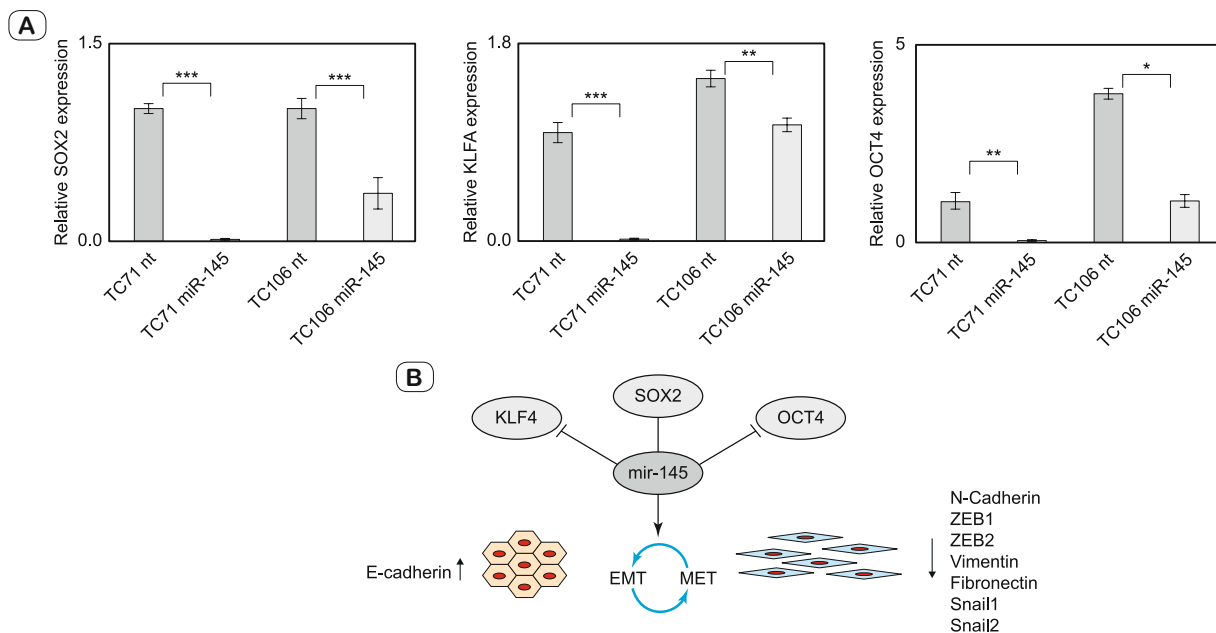 A
Relative SOX2 expression
1.5
0.0
***
***
TC71 nt
TC71 miR-145
TC106 nt
TC106 miR-145
Relative KLFA expression
1.8
0.0
***
**
TC71 nt
TC71 miR-145
TC106 nt
TC106 miR-145
Relative OCT4 expression
5
0
**
*
TC71 nt
TC71 miR-145
TC106 nt
TC106 miR-145
B
KLF4
SOX2
OCT4
mir-145
E-cadherin
EMT
MET
N-Cadherin
ZEB1
ZEB2
Vimentin
Fibronectin
Snail1
Snail2